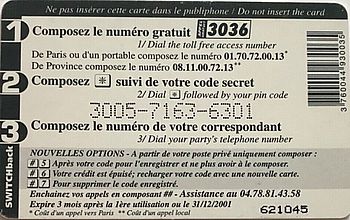 Ne pas insérer cette carte dans le publiphone / Do not insert the card
1 Composez le numéro gratuit 3036
1/ Dial the toll free access number
De Paris ou d'un portable composez le 01.70.72.00.13*
De Province composez le 08.11.00.72.13**
2 Composez * suivi de votre code secret
2/ Dial * followed by your pin code
3005-7163-6301
3 Composez le numéro de votre correspondant
3/ Dial your party's telephone number
NOUVELLES OPTIONS - A partir de votre poste privé uniquement composer :
#5 Après votre code pour l'enregistrer et ne plus avoir à le composer.
#6 Votre crédit est épuisé; recharger votre code avec une nouvelle carte.
#7 Pour supprimer le code enregistré.
Enchaînez vos appels en composant ## - Assistance au 04.78.81.43.58
Expire 3 mois après la 1ère utilisation ou le 31/12/2001
* Coût d'un appel vers Paris ** Coût d'un appel local
621045
SWITCHback
3760044930035